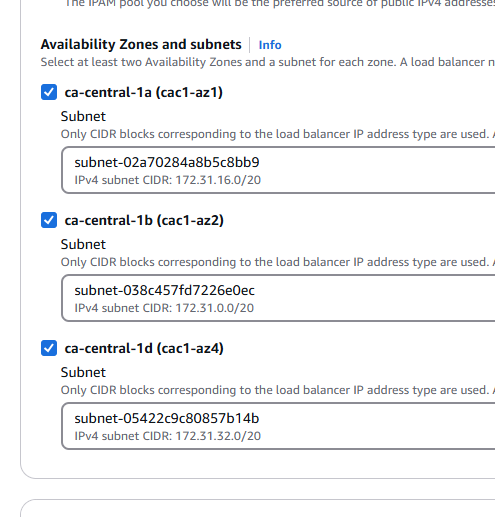 The IPAM pool you choose will be the preferred source of public IPv4 addresses
Availability Zones and subnets Info
Select at least two Availability Zones and a subnet for each zone. A load balancer
ca-central-1a (cac1-az1)
Subnet
Only CIDR blocks corresponding to the load balancer IP address type are used.
subnet-02a70284a8b5c8bb9
IPv4 subnet CIDR: 172.31.16.0/20
ca-central-1b (cac1-az2)
Subnet
Only CIDR blocks corresponding to the load balancer IP address type are used.
subnet-038c457fd7226e0ec
IPv4 subnet CIDR: 172.31.0.0/20
ca-central-1d (cac1-az4)
Subnet
Only CIDR blocks corresponding to the load balancer IP address type are used.
subnet-05422c9c80857b14b
IPv4 subnet CIDR: 172.31.32.0/20